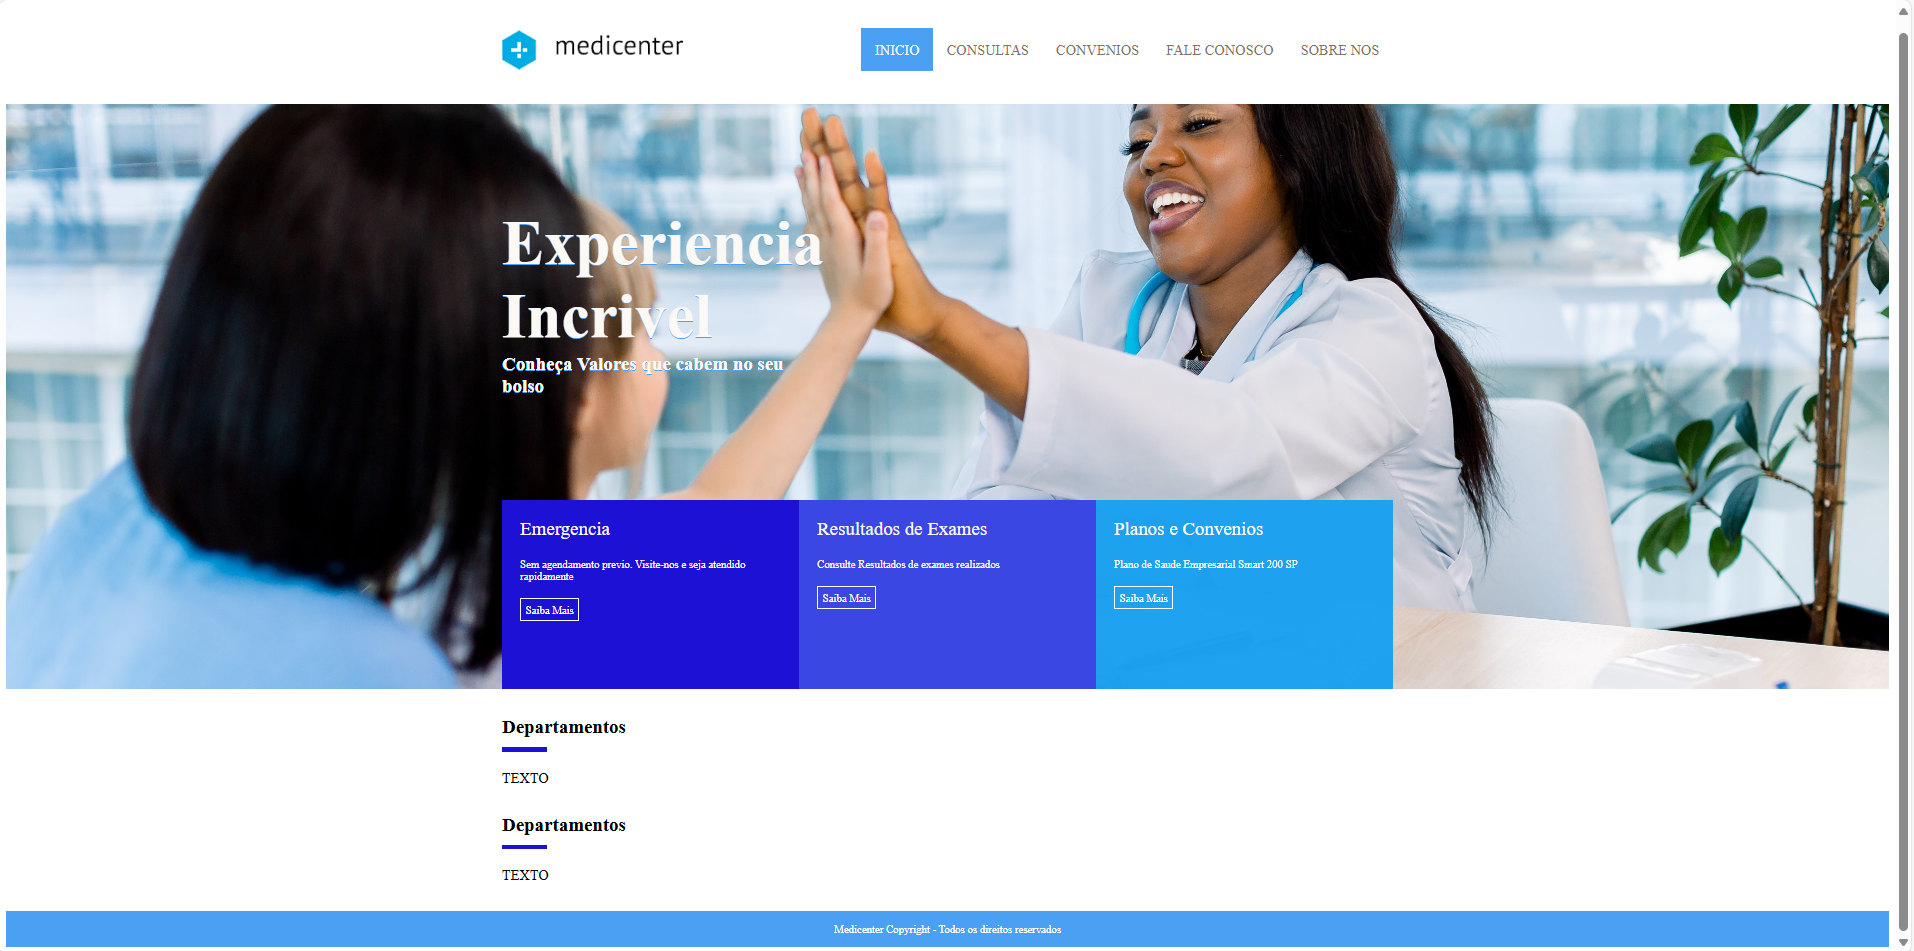 medicenter
INICIO CONSULTAS CONVENIOS FALE CONOSCO SOBRE NOS
Experiencia
Incrivel
Conheça Valores que cabem no seu
bolso
Emergencia
Sem agendamento previo. Visite-nos e seja atendido
rapidamente
Saiba Mais
Resultados de Exames
Consulte Resultados de exames realizados
Saiba Mais
Planos e Convenios
Plano de Saude Empresarial Smart 200 SP
Saiba Mais
Departamentos
TEXTO
Departamentos
TEXTO
Medicenter Copyright - Todos os direitos reservados